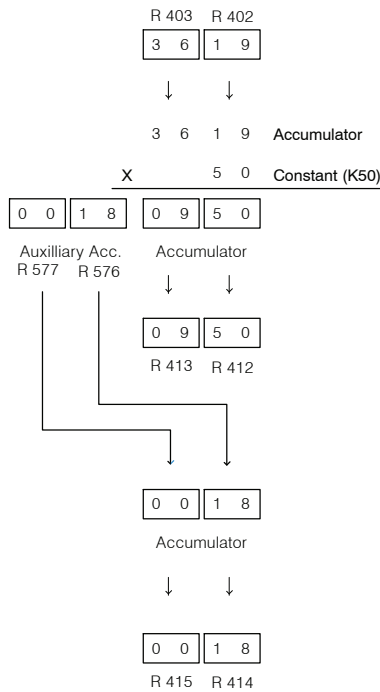 R 403 R 402
3 6 1 9
3 6 1 9 Accumulator
X 5 0 Constant (K50)
0 0 1 8 0 9 5 0
Auxilliary Acc. Accumulator
R 577 R 576
0 9 5 0
R 413 R 412
0 0 1 8
Accumulator
0 0 1 8
R 415 R 414